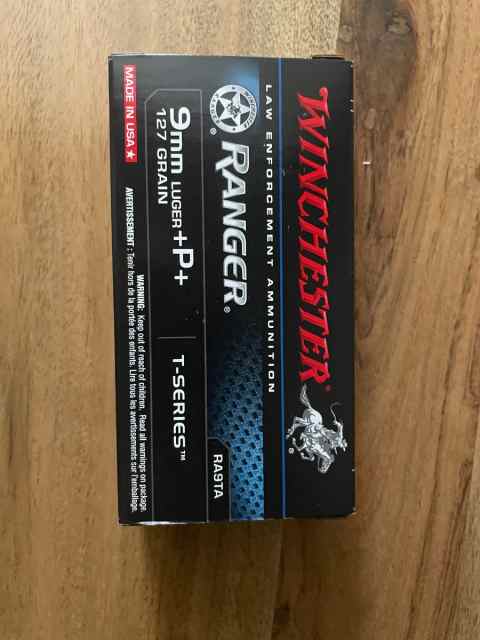 WINCHESTER®
LAW ENFORCEMENT AMMUNITION
RANGER®
RA9TA
9mm LUGER +P+
127 GRAIN
T-SERIES™
WARNING: Keep out of reach of children. Read all warnings on package.
MADE IN USA ★
AVERTISSEMENT : Tenir hors de la portée des enfants. Lire tous les avertissements sur l'emballage.